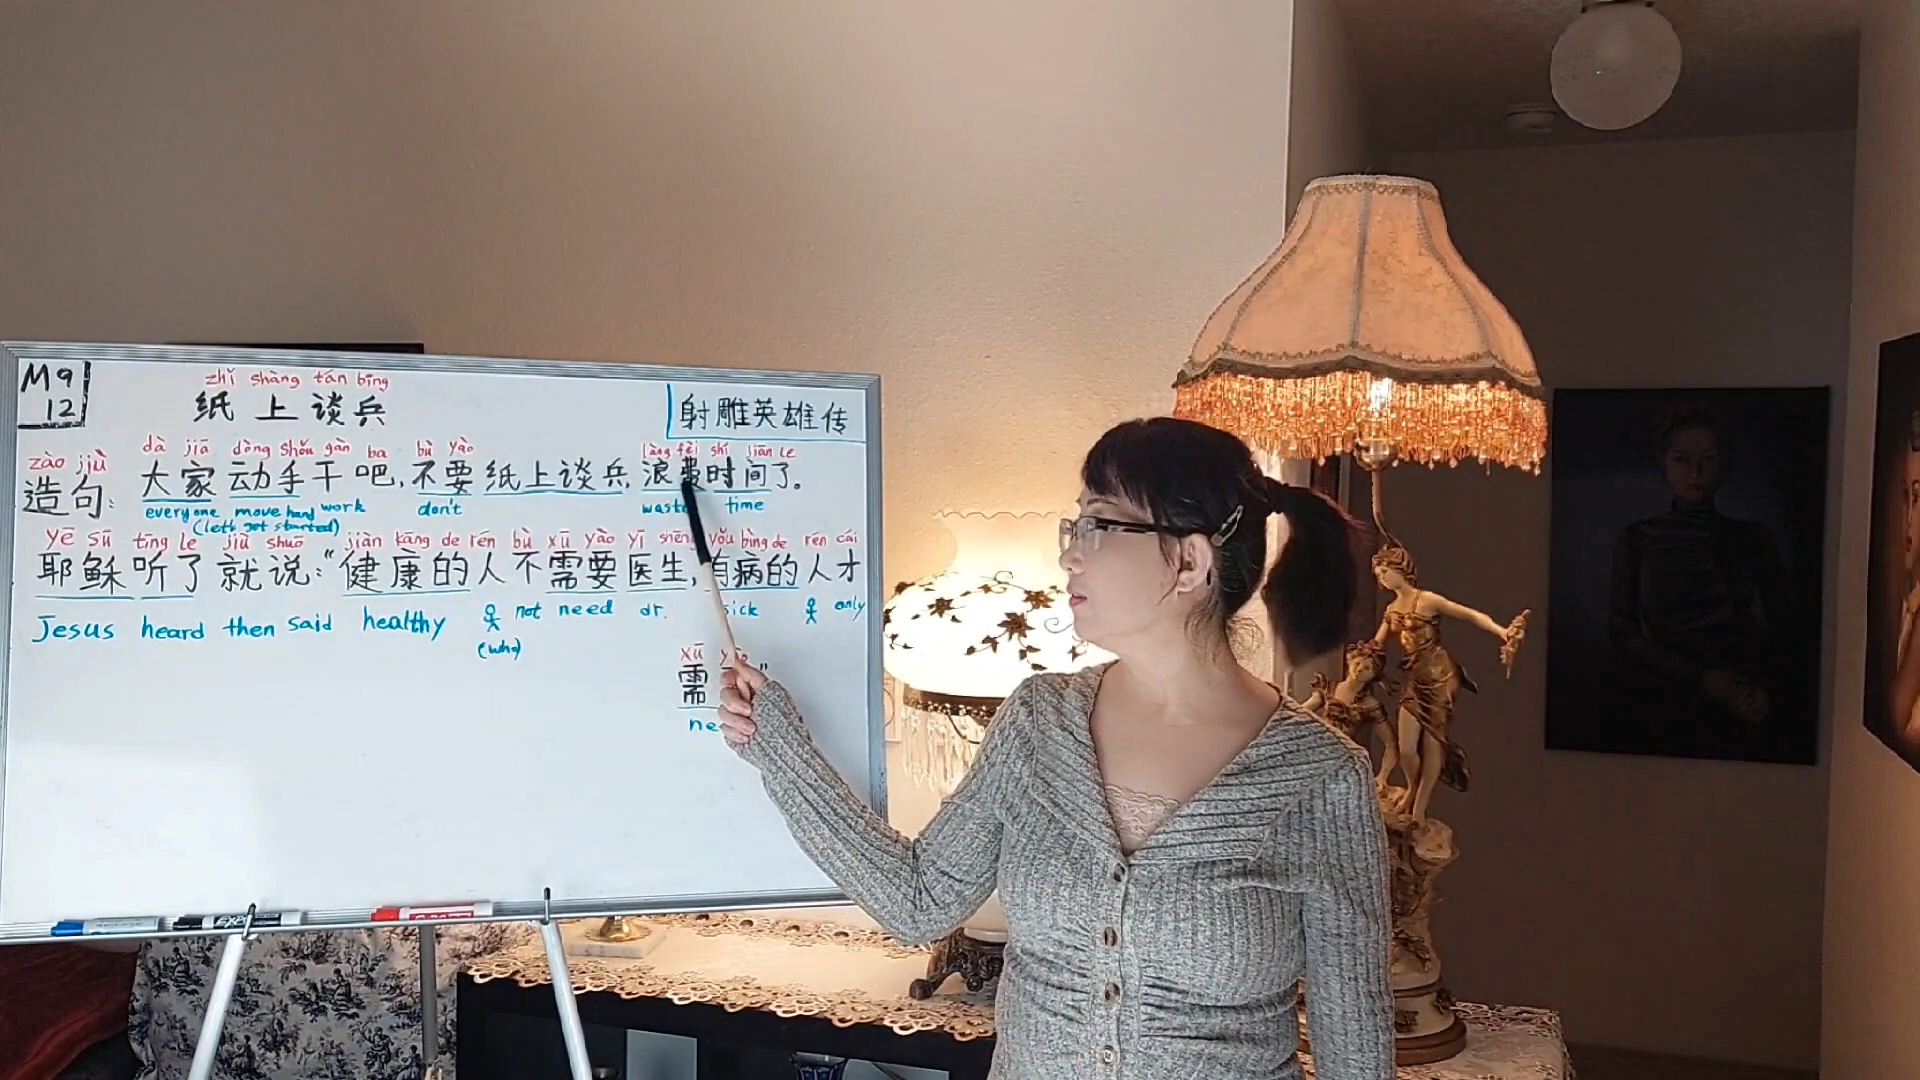 M9
12
zhǐ shàng tán bīng
纸上谈兵
射雕英雄传
zào jù
造句:
dà jiā dòng shǒu gàn ba bù yào làng fèi shí jiān le
大家动手干吧,不要纸上谈兵,浪费时间了。
everyone move hand work don't waste time
(let's get started)
yē sū tīng le jiù shuō jiàn kāng de rén bù xū yào yī shēng yǒu bìng de rén cái
耶稣听了就说:“健康的人不需要医生,有病的人才
Jesus heard then said healthy not need dr. sick only
(who)
xū
需 ”